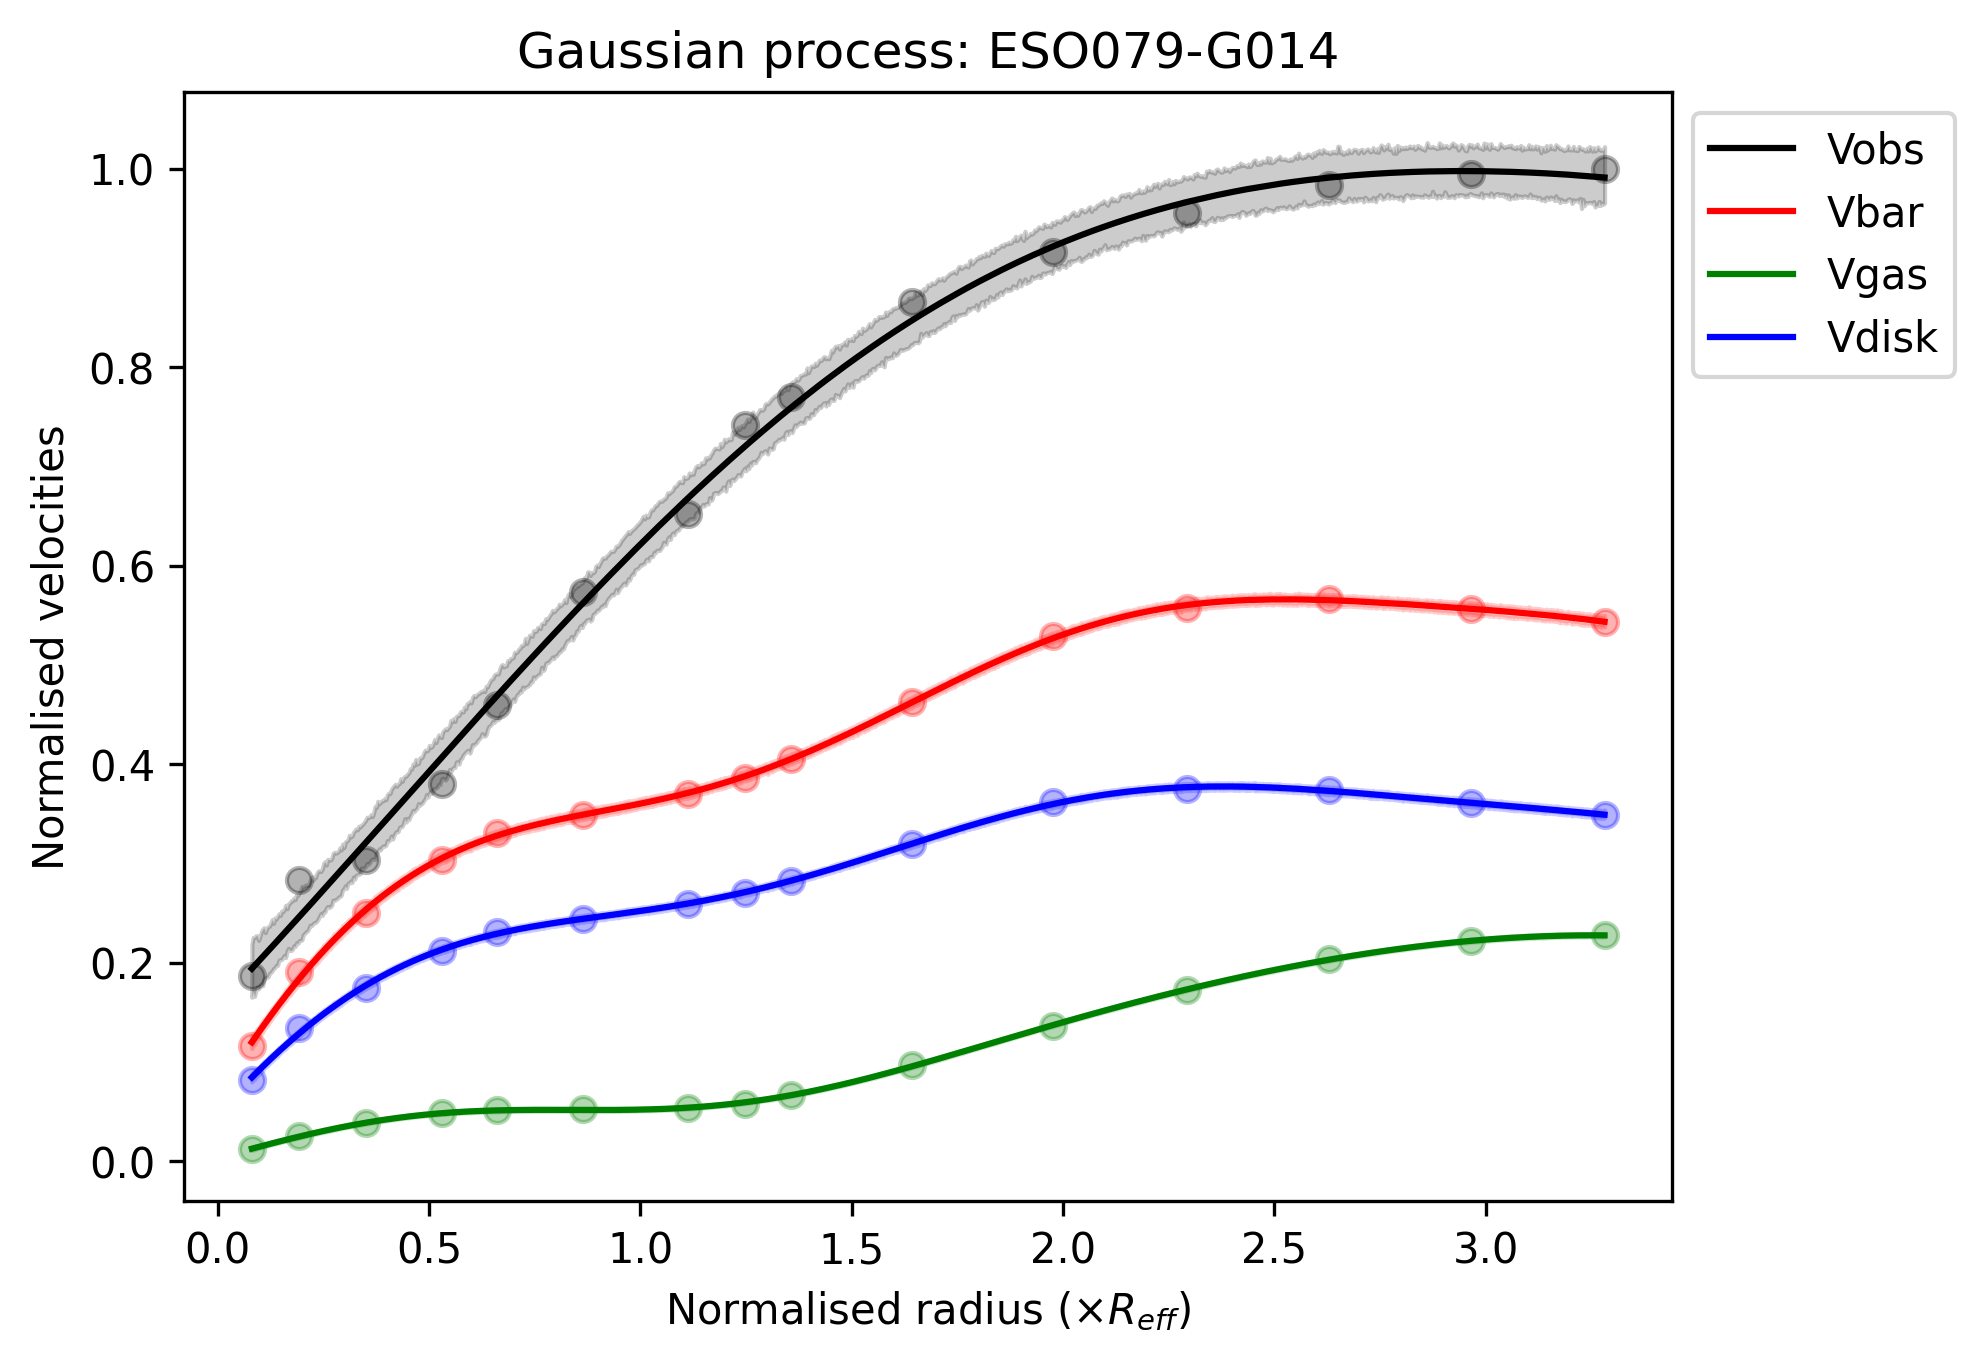 Gaussian process: ESO079-G014
Vobs
Vbar
Vgas
Vdisk
Normalised velocities
1.0
0.8
0.6
0.4
0.2
0.0
0.0 0.5 1.0 1.5 2.0 2.5 3.0
Normalised radius (×R_eff)